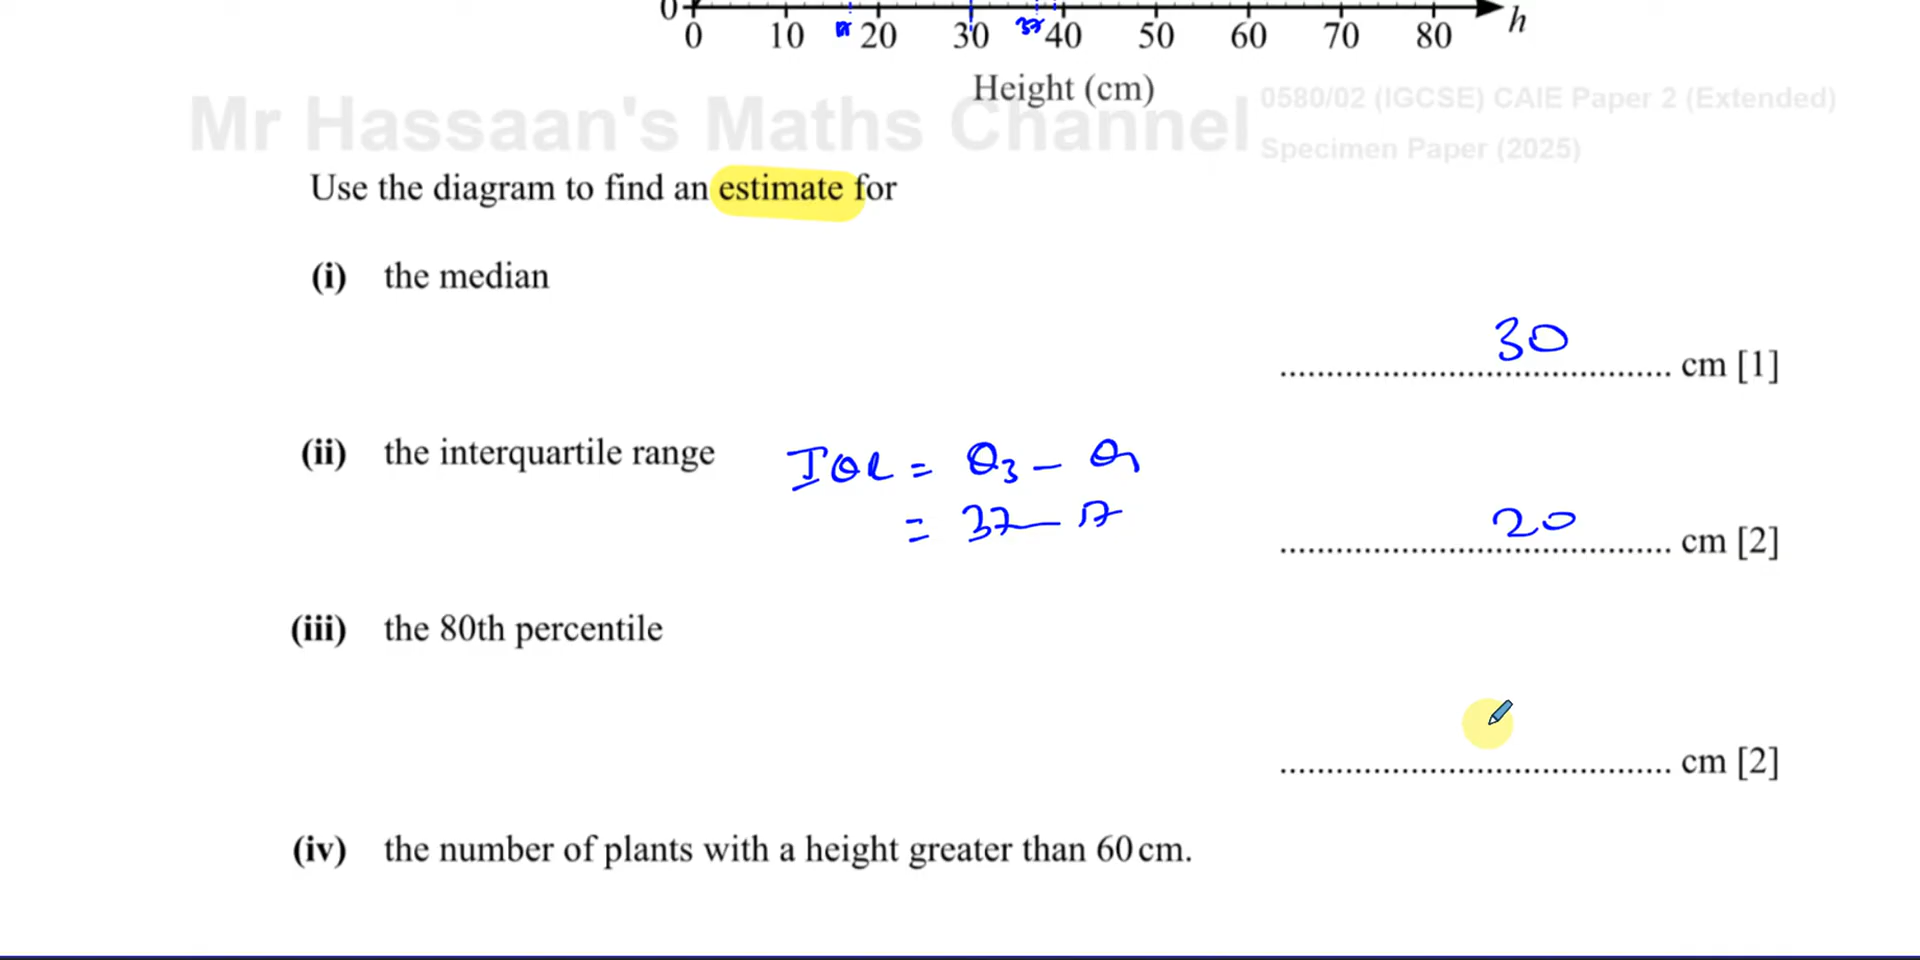 0
0 10 17 20 30 37 40 50 60 70 80 h
Height (cm)
Mr Hassaan's Maths Channel
0580/02 (IGCSE) CAIE Paper 2 (Extended)
Specimen Paper (2025)
Use the diagram to find an estimate for
(i) the median
30
........................................ cm [1]
(ii) the interquartile range IQR = Q3 - Q1
= 37 - 17
20
........................................ cm [2]
(iii) the 80th percentile
........................................ cm [2]
(iv) the number of plants with a height greater than 60 cm.